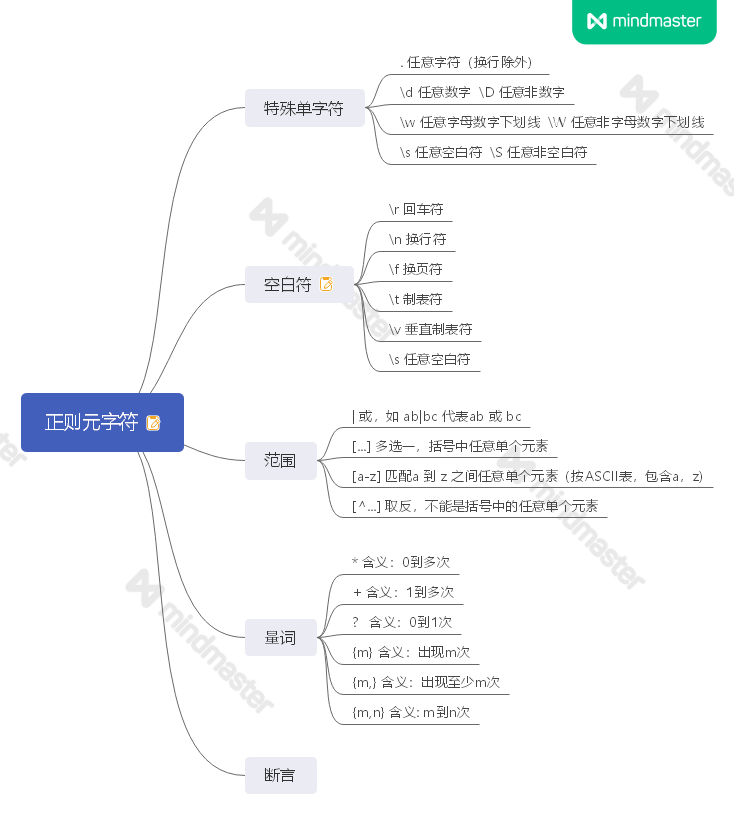 mindmaster
正则元字符
特殊单字符
. 任意字符（换行除外）
\d 任意数字 \D 任意非数字
\w 任意字母数字下划线 \W 任意非字母数字下划线
\s 任意空白符 \S 任意非空白符
空白符
\r 回车符
\n 换行符
\f 换页符
\t 制表符
\v 垂直制表符
\s 任意空白符
范围
| 或，如 ab|bc 代表ab 或 bc
[...] 多选一，括号中任意单个元素
[a-z] 匹配a 到 z 之间任意单个元素（按ASCII表，包含a，z)
[^...] 取反，不能是括号中的任意单个元素
量词
* 含义：0到多次
+ 含义：1到多次
？ 含义：0到1次
{m} 含义：出现m次
{m,} 含义：出现至少m次
{m,n} 含义: m到n次
断言
mindmaster
mindmaster
mindmaster
mindmaster